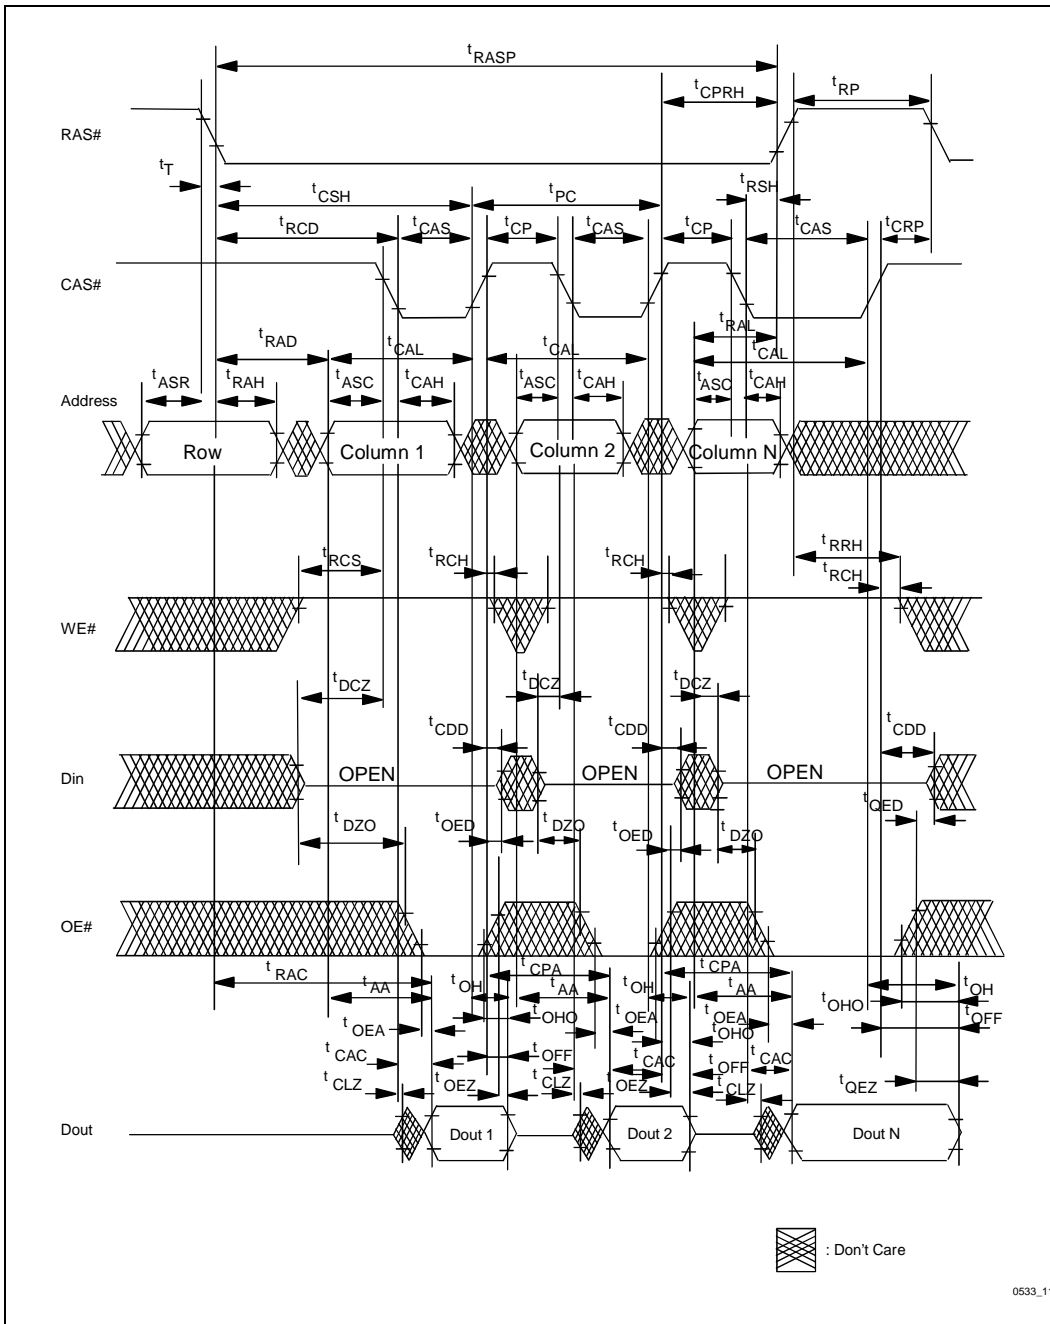 tRASP
tCPRH
tRP
RAS#
tT
tRSH
tCSH
tPC
tRCD
tCAS
tCP
tCAS
tCP
tCAS
tCRP
CAS#
tRAL
tRAD
tCAL
tCAL
tCAL
tASR
tRAH
tASC
tCAH
tASC
tCAH
tASC
tCAH
Address
Row
Column 1
Column 2
Column N
tRCS
tRCH
tRCH
tRRH
tRCH
WE#
tDCZ
tDCZ
tDCZ
tCDD
tCDD
tCDD
Din
OPEN
OPEN
OPEN
tQED
tDZO
tOED
tDZO
tOED
tDZO
OE#
tRAC
tCPA
tCPA
tAA
tOH
tAA
tOH
tAA
tOH
tOEA
tOHO
tOEA
tOEA
tOHO
tOHO
tOFF
tCAC
tOFF
tCAC
tOFF
tCAC
tCLZ
tOEZ
tCLZ
tOEZ
tCLZ
tQEZ
Dout
Dout 1
Dout 2
Dout N
: Don't Care
0533_11